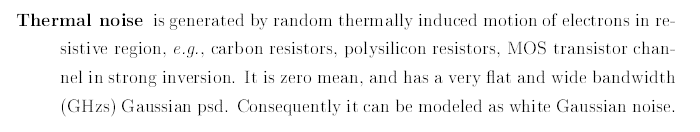 Thermal noise is generated by random thermally induced motion of electrons in re-
sistive region, e.g., carbon resistors, polysilicon resistors, MOS transistor chan-
nel in strong inversion. It is zero mean, and has a very flat and wide bandwidth
(GHzs) Gaussian psd. Consequently it can be modeled as white Gaussian noise.